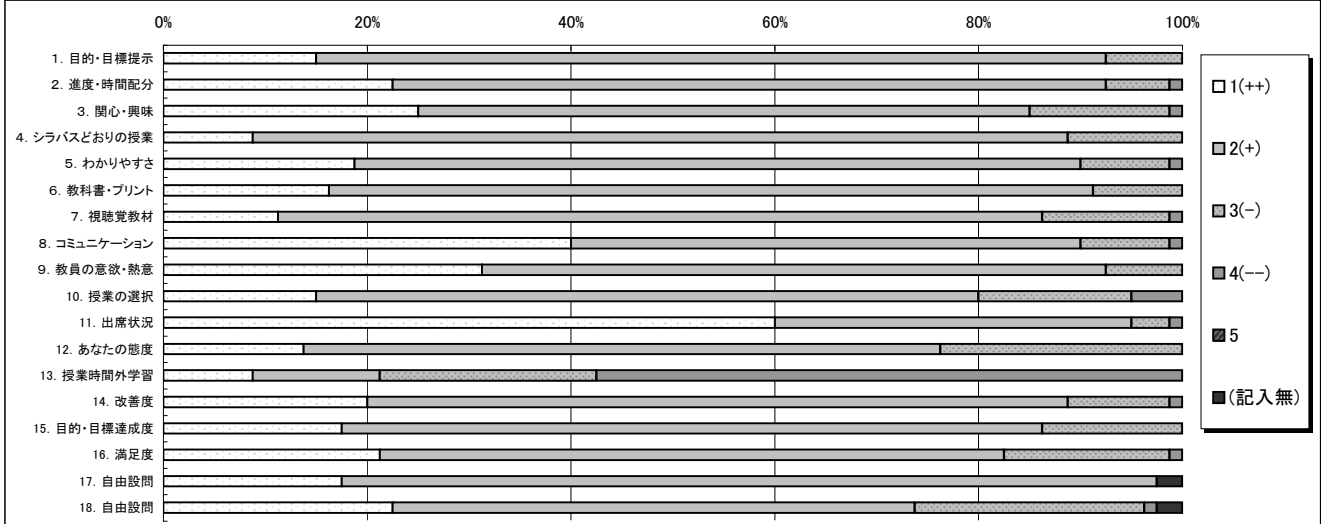 0% 20% 40% 60% 80% 100%
1. 目的・目標提示
2. 進度・時間配分
3. 関心・興味
4. シラバスどおりの授業
5. わかりやすさ
6. 教科書・プリント
7. 視聴覚教材
8. コミュニケーション
9. 教員の意欲・熱意
10. 授業の選択
11. 出席状況
12. あなたの態度
13. 授業時間外学習
14. 改善度
15. 目的・目標達成度
16. 満足度
17. 自由設問
18. 自由設問
1(++)
2(+)
3(-)
4(--)
5
(記入無)